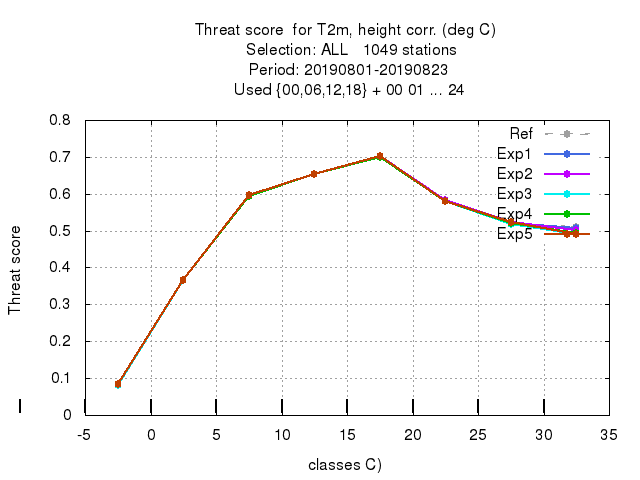 Threat score for T2m, height corr. (deg C)
Selection: ALL 1049 stations
Period: 20190801-20190823
Used {00,06,12,18} + 00 01 ... 24
Threat score
0.8
0.7
0.6
0.5
0.4
0.3
0.2
0.1
0
Ref
Exp1
Exp2
Exp3
Exp4
Exp5
-5 0 5 10 15 20 25 30 35
classes C)